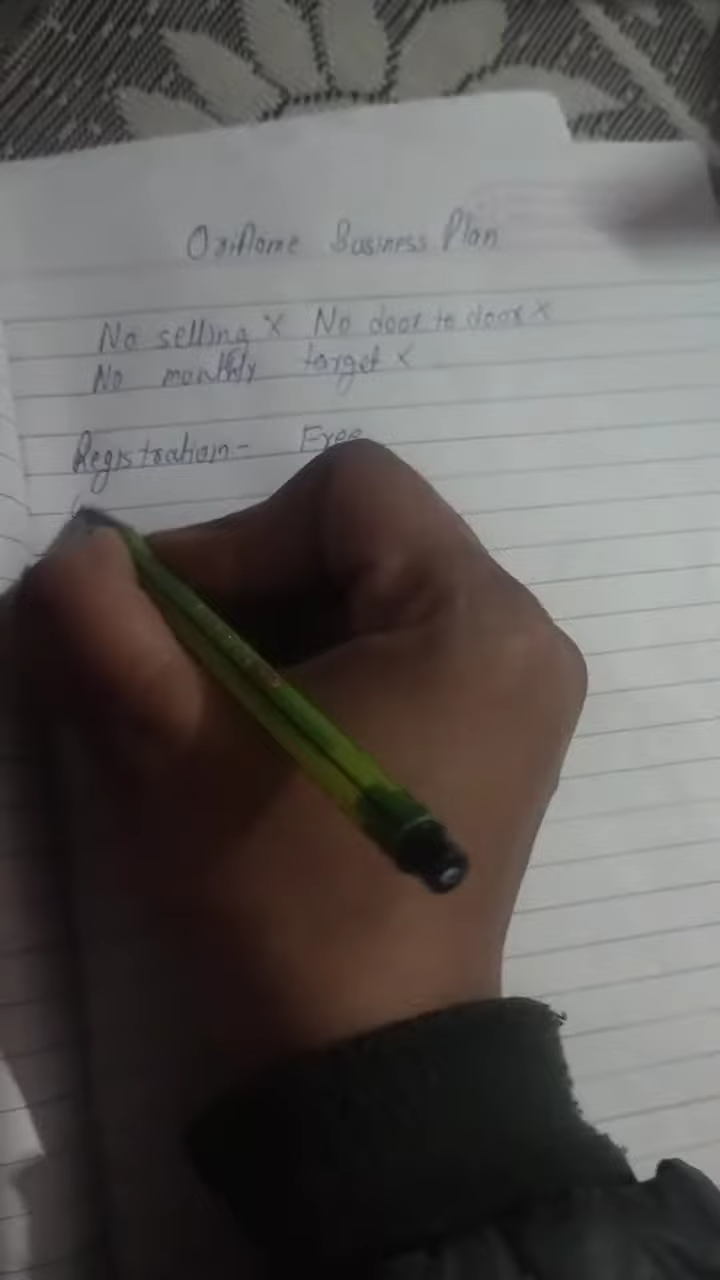 Oriflame Business Plan
No selling × No door to door ×
No monthly target ×
Registration - Free